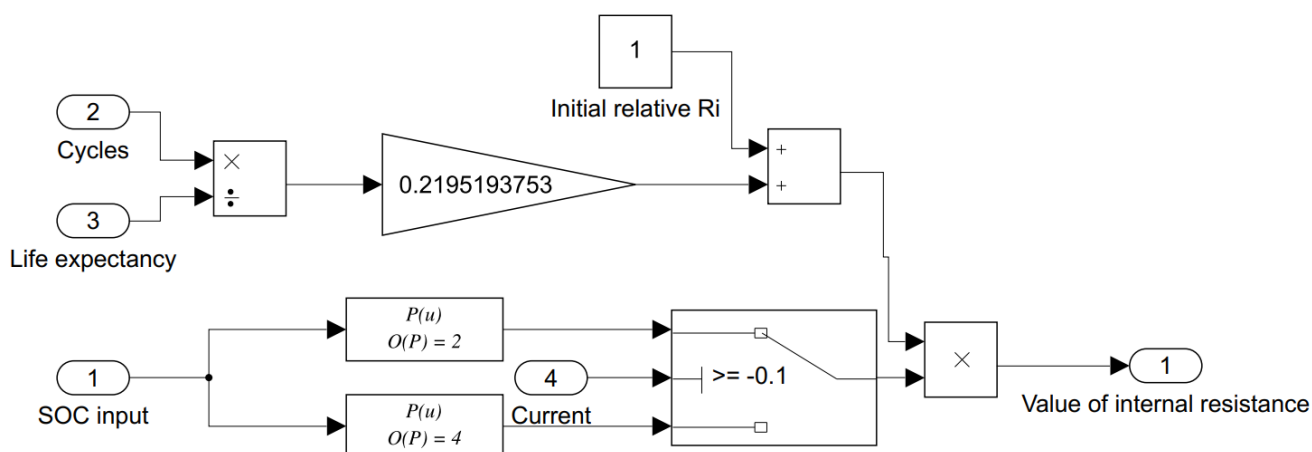 1
Initial relative Ri
2
Cycles
×
÷
0.2195193753
+
+
3
Life expectancy
P(u)
O(P) = 2
1
SOC input
4
Current
>= -0.1
×
1
Value of internal resistance
P(u)
O(P) = 4